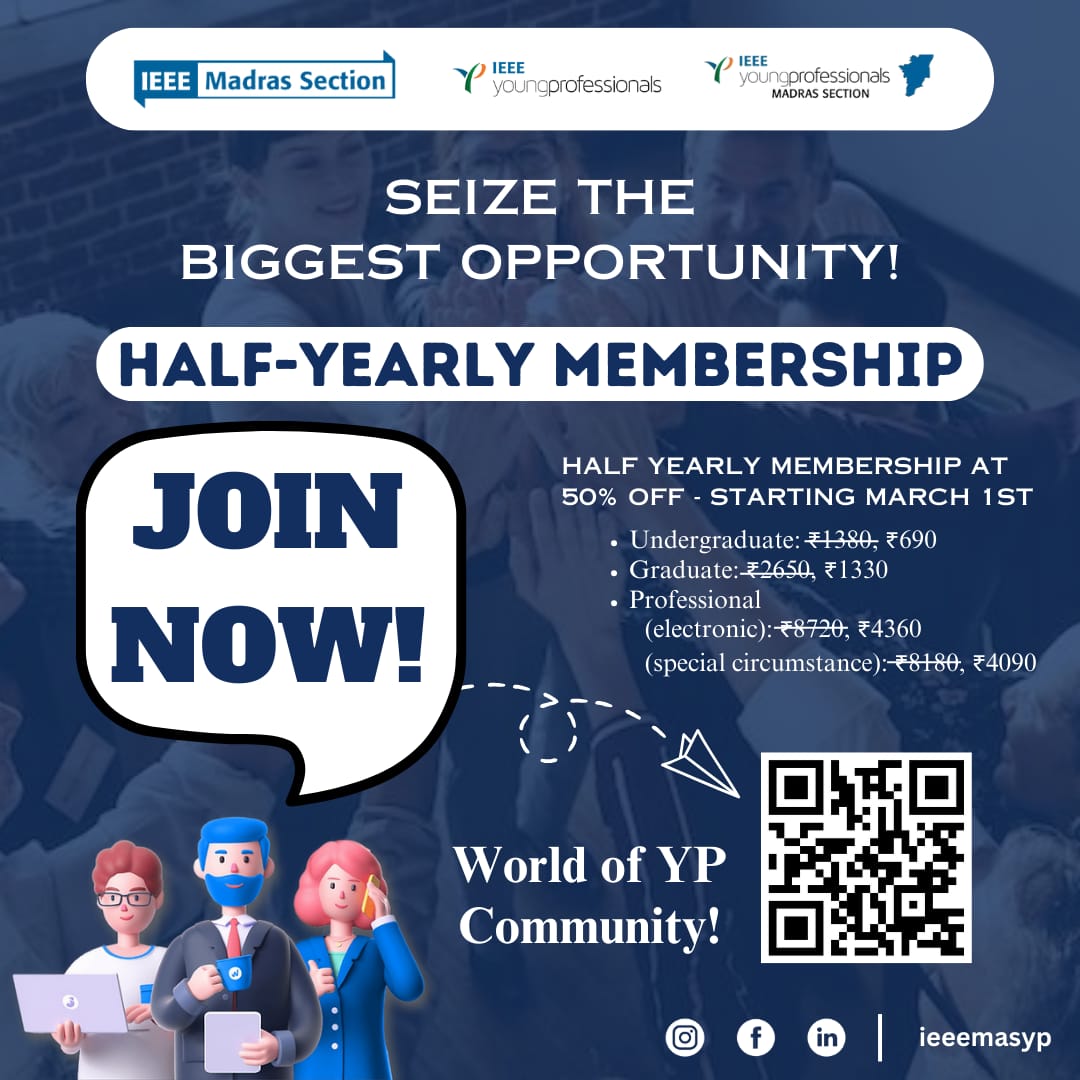 IEEE Madras Section
IEEE
youngprofessionals
IEEE
youngprofessionals
MADRAS SECTION
SEIZE THE
BIGGEST OPPORTUNITY!
HALF-YEARLY MEMBERSHIP
JOIN
NOW!
HALF YEARLY MEMBERSHIP AT
50% OFF - STARTING MARCH 1ST
• Undergraduate: ₹1380, ₹690
• Graduate: ₹2650, ₹1330
• Professional
(electronic): ₹8720, ₹4360
(special circumstance): ₹8180, ₹4090
World of YP
Community!
ieeemasyp